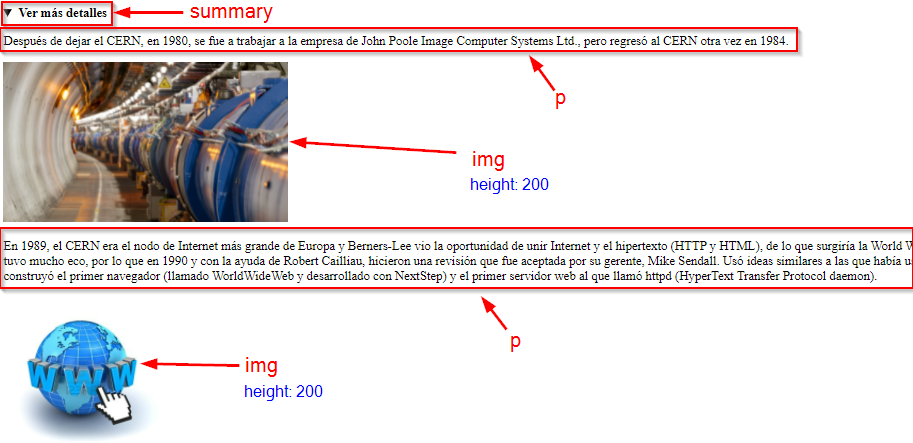 ▼ Ver más detalles
summary
Después de dejar el CERN, en 1980, se fue a trabajar a la empresa de John Poole Image Computer Systems Ltd., pero regresó al CERN otra vez en 1984.
p
img
height: 200
En 1989, el CERN era el nodo de Internet más grande de Europa y Berners-Lee vio la oportunidad de unir Internet y el hipertexto (HTTP y HTML), de lo que surgiría la World W
tuvo mucho eco, por lo que en 1990 y con la ayuda de Robert Cailliau, hicieron una revisión que fue aceptada por su gerente, Mike Sendall. Usó ideas similares a las que había u
construyó el primer navegador (llamado WorldWideWeb y desarrollado con NextStep) y el primer servidor web al que llamó httpd (HyperText Transfer Protocol daemon).
p
WWW
img
height: 200